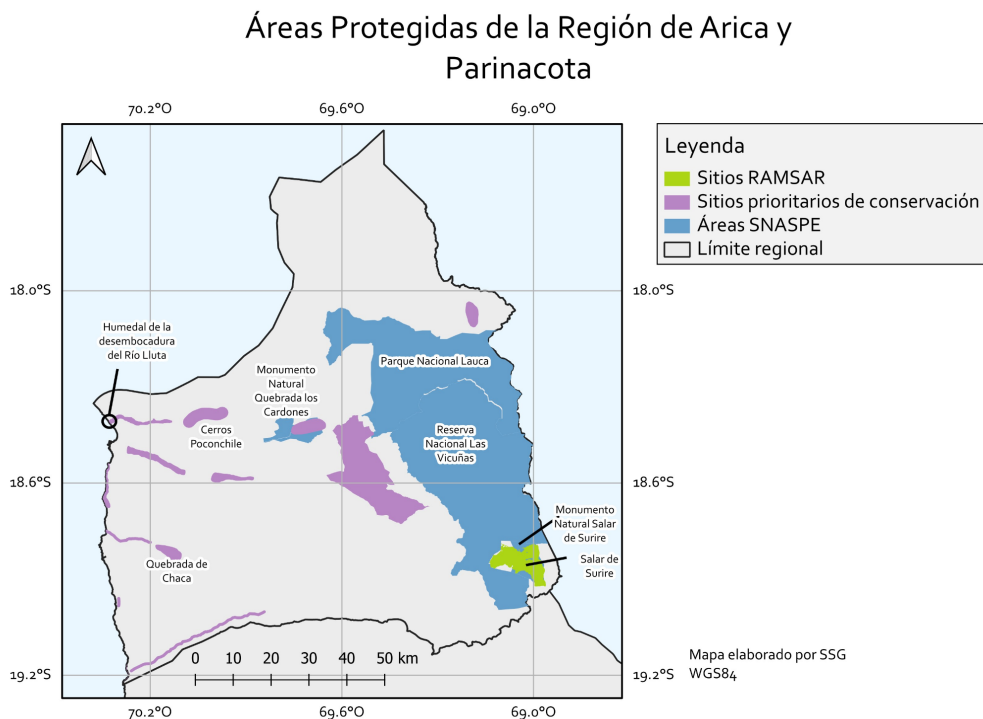 Áreas Protegidas de la Región de Arica y
Parinacota
70.2°O
69.6°O
69.0°O
Leyenda
Sitios RAMSAR
Sitios prioritarios de conservación
Áreas SNASPE
Límite regional
18.0°S
18.0°S
Humedal de la
desembocadura
del Río Lluta
Parque Nacional Lauca
Monumento
Natural
Quebrada los
Cardones
Cerros
Poconchile
Reserva
Nacional Las
Vicuñas
18.6°S
18.6°S
Monumento
Natural Salar
de Surire
Salar de
Surire
Quebrada de
Chaca
0 10 20 30 40 50 km
Mapa elaborado por SSG
WGS84
19.2°S
19.2°S
70.2°O
69.6°O
69.0°O